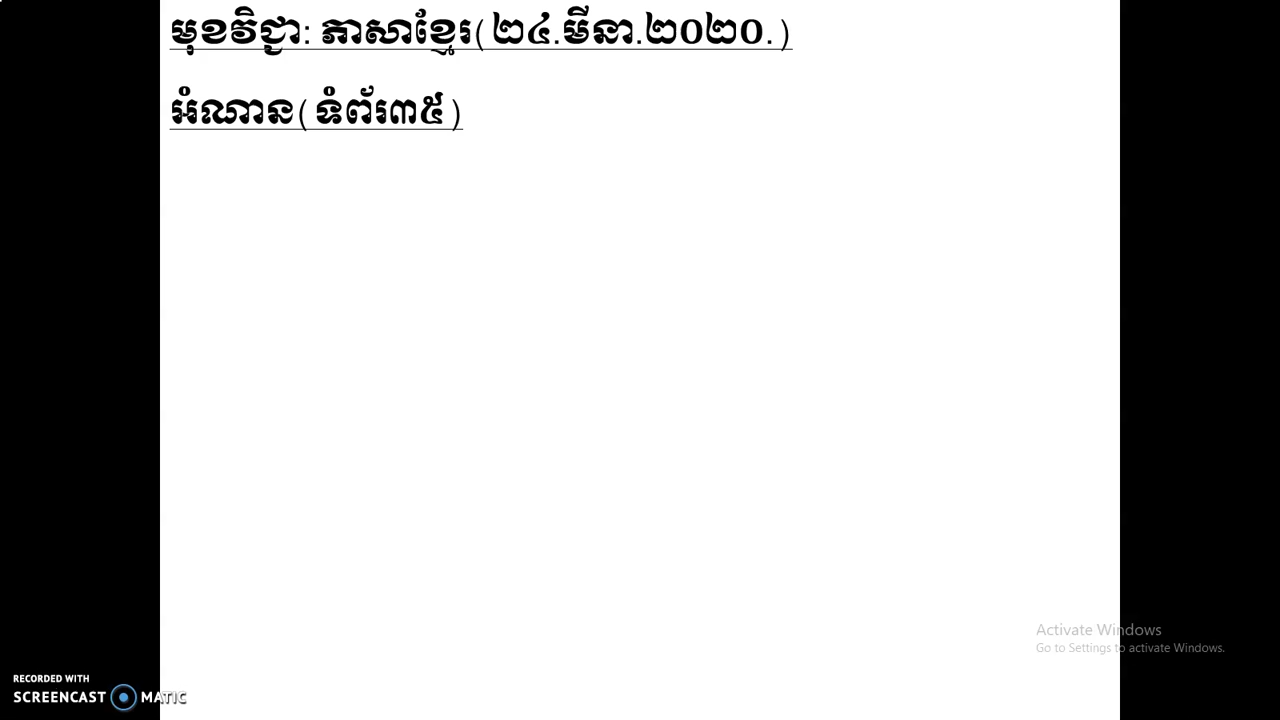 មុខវិជ្ជា: ភាសាខ្មែរ(២៤.មីនា.២០២០.)
អំណាន(ទំព័រ៣៥)
Activate Windows
Go to Settings to activate Windows.
RECORDED WITH
SCREENCAST MATIC